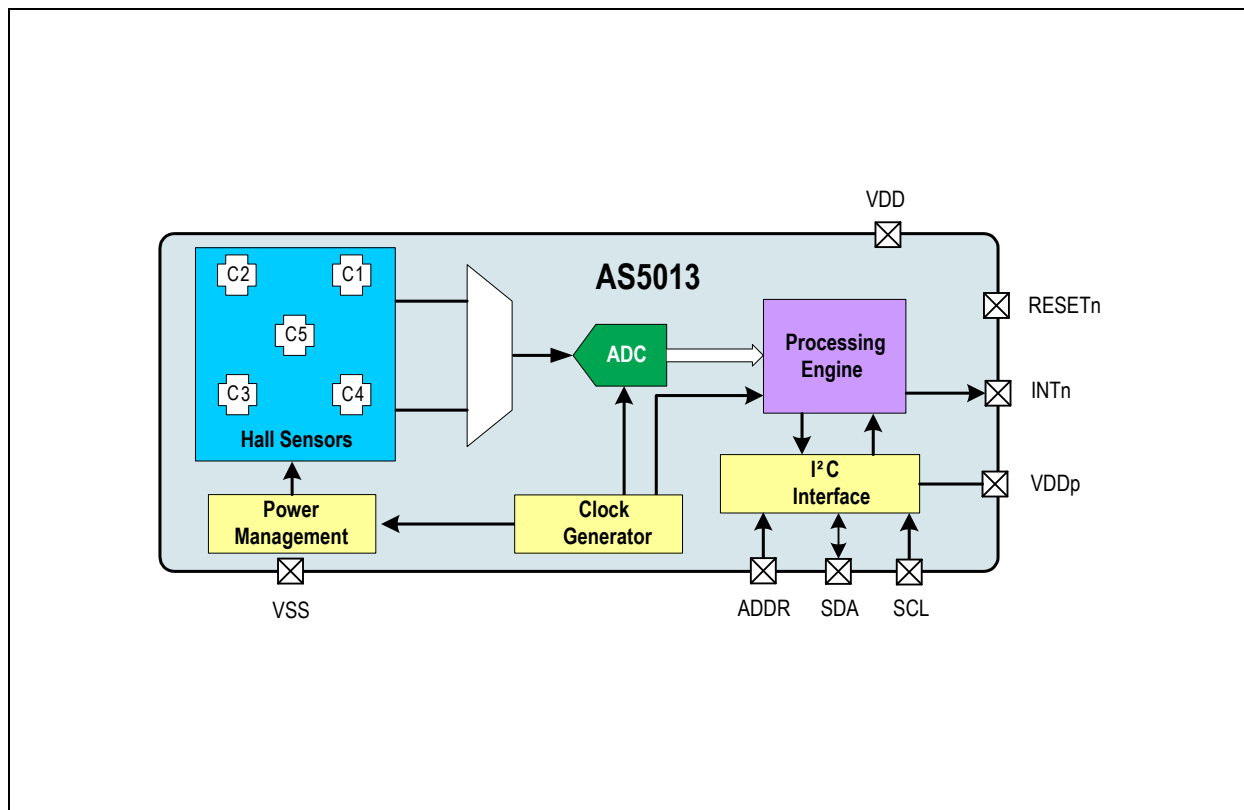 VDD
AS5013
C2
C1
C5
C3
C4
Hall Sensors
ADC
Processing
Engine
RESETn
INTn
VDDp
I²C
Interface
Power
Management
Clock
Generator
VSS
ADDR
SDA
SCL